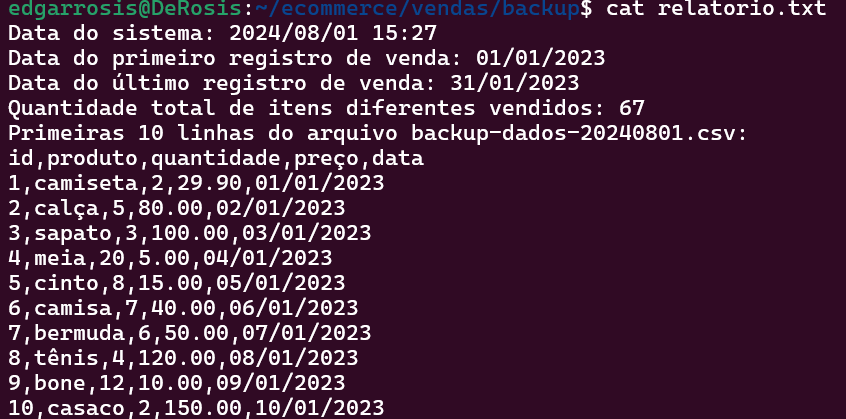 edgarrosis@DeRosis:~/ecommerce/vendas/backup$ cat relatorio.txt
Data do sistema: 2024/08/01 15:27
Data do primeiro registro de venda: 01/01/2023
Data do último registro de venda: 31/01/2023
Quantidade total de itens diferentes vendidos: 67
Primeiras 10 linhas do arquivo backup-dados-20240801.csv:
id,produto,quantidade,preço,data
1,camiseta,2,29.90,01/01/2023
2,calça,5,80.00,02/01/2023
3,sapato,3,100.00,03/01/2023
4,meia,20,5.00,04/01/2023
5,cinto,8,15.00,05/01/2023
6,camisa,7,40.00,06/01/2023
7,bermuda,6,50.00,07/01/2023
8,tênis,4,120.00,08/01/2023
9,bone,12,10.00,09/01/2023
10,casaco,2,150.00,10/01/2023